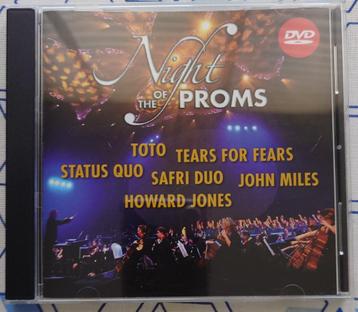 Night
OF THE PROMS
DVD
TOTO TEARS FOR FEARS
STATUS QUO SAFRI DUO JOHN MILES
HOWARD JONES